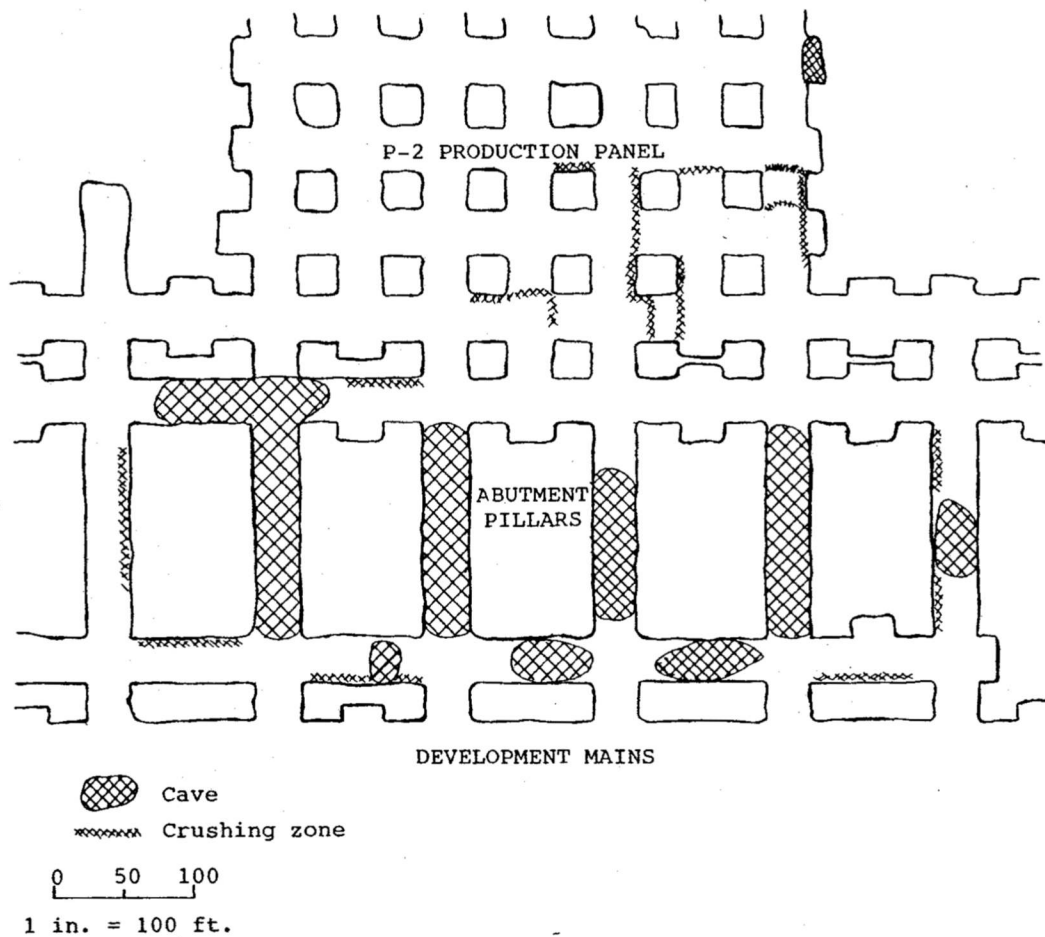 P-2 PRODUCTION PANEL
ABUTMENT
PILLARS
DEVELOPMENT MAINS
Cave
Crushing zone
0 50 100
1 in. = 100 ft.